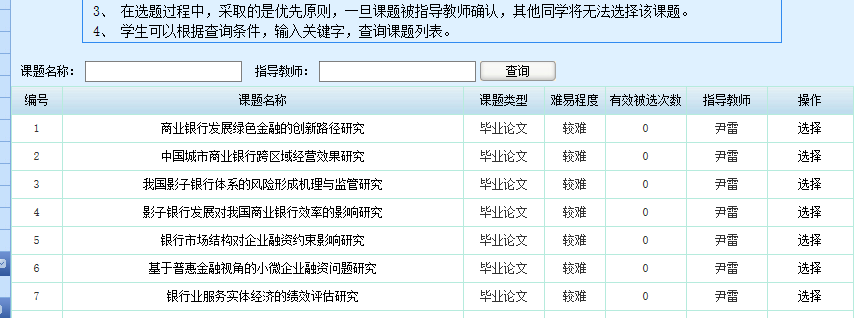 3、 在选题过程中，采取的是优先原则，一旦课题被指导教师确认，其他同学将无法选择该课题。
4、 学生可以根据查询条件，输入关键字，查询课题列表。
课题名称： 指导教师： 查询
编号 课题名称 课题类型 难易程度 有效被选次数 指导教师 操作
1 商业银行发展绿色金融的创新路径研究 毕业论文 较难 0 尹雷 选择
2 中国城市商业银行跨区域经营效果研究 毕业论文 较难 0 尹雷 选择
3 我国影子银行体系的风险形成机理与监管研究 毕业论文 较难 0 尹雷 选择
4 影子银行发展对我国商业银行效率的影响研究 毕业论文 较难 0 尹雷 选择
5 银行市场结构对企业融资约束影响研究 毕业论文 较难 0 尹雷 选择
6 基于普惠金融视角的小微企业融资问题研究 毕业论文 较难 0 尹雷 选择
7 银行业服务实体经济的绩效评估研究 毕业论文 较难 0 尹雷 选择